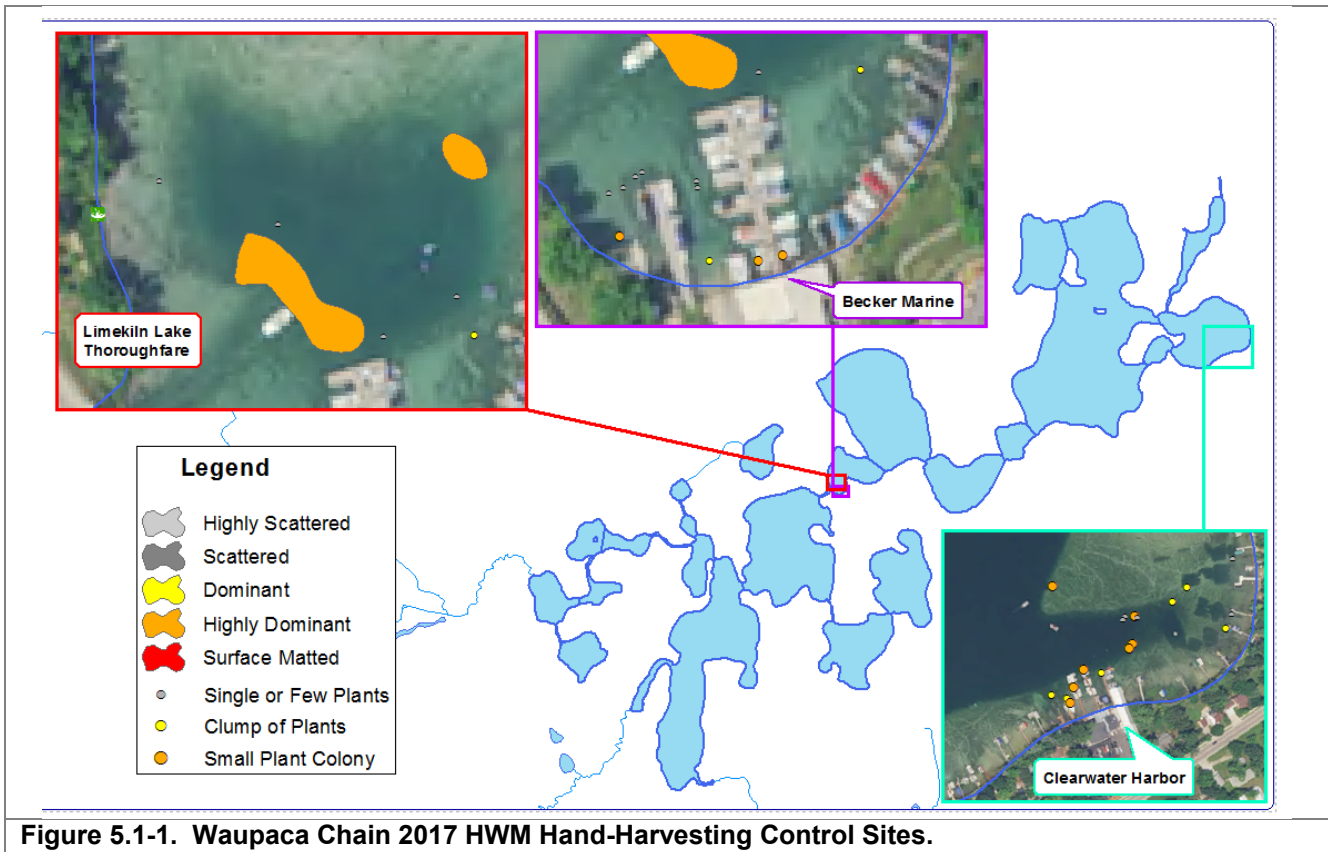 Limekiln Lake
Thoroughfare
Becker Marine
Legend
Highly Scattered
Scattered
Dominant
Highly Dominant
Surface Matted
Single or Few Plants
Clump of Plants
Small Plant Colony
Clearwater Harbor
Figure 5.1-1. Waupaca Chain 2017 HWM Hand-Harvesting Control Sites.